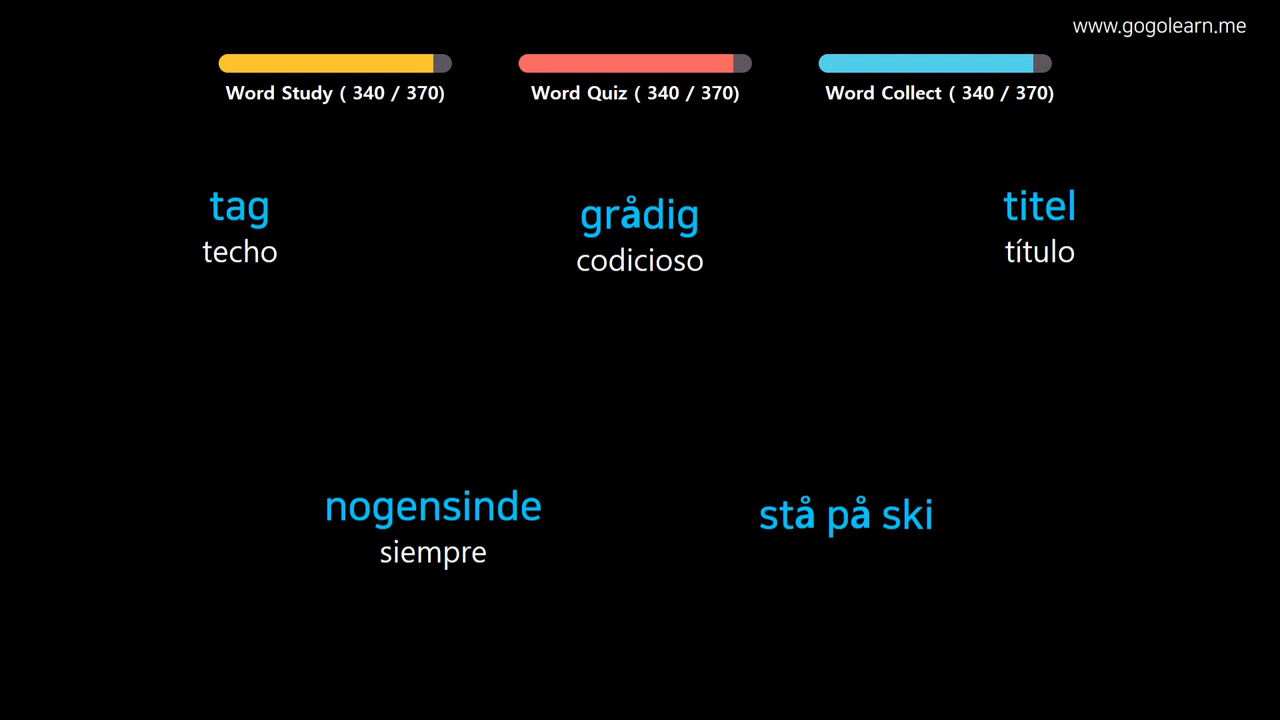 www.gogolearn.me
Word Study ( 340 / 370)
Word Quiz ( 340 / 370)
Word Collect ( 340 / 370)
tag
techo
grådig
codicioso
titel
título
nogensinde
siempre
stå på ski